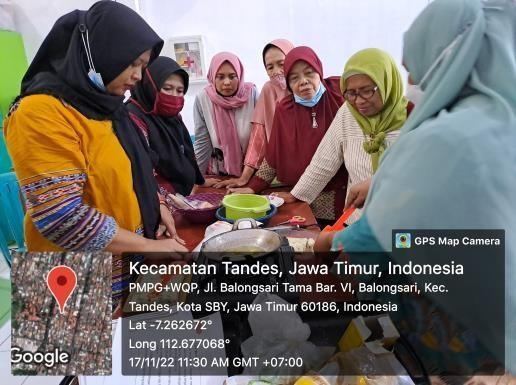 GPS Map Camera
Kecamatan Tandes, Jawa Timur, Indonesia
PMPG+WQP, Jl. Balongsari Tama Bar. VI, Balongsari, Kec.
Tandes, Kota SBY, Jawa Timur 60186, Indonesia
Lat -7.262672°
Long 112.677068°
17/11/22 11:30 AM GMT +07:00
Google